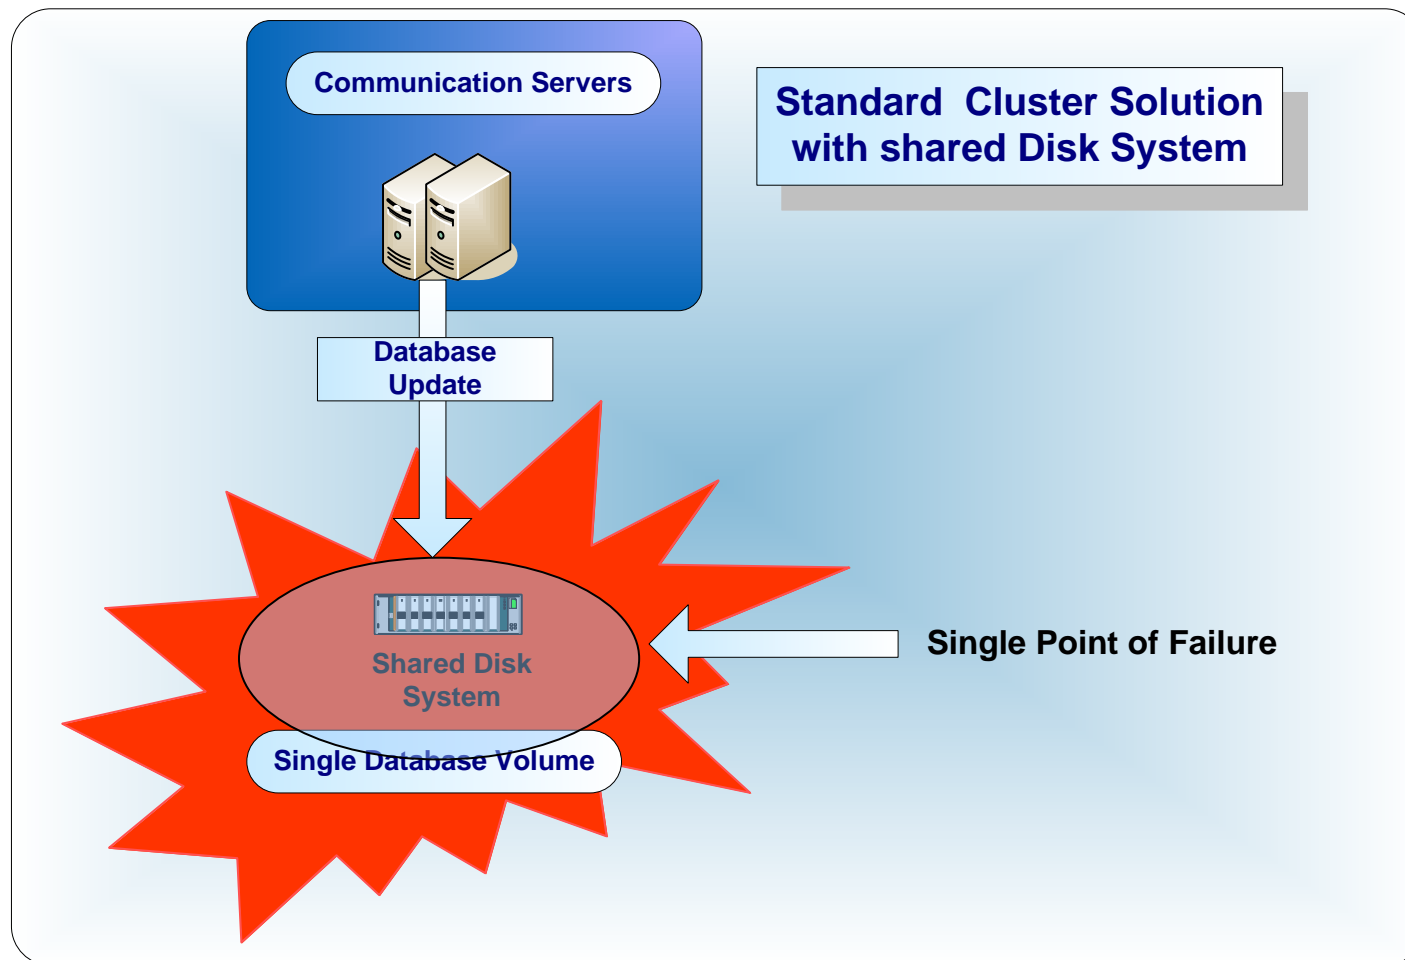 Communication Servers
Standard  Cluster Solution
with shared Disk System
Database
Update
Shared Disk
System
Single Point of Failure
Single Database Volume